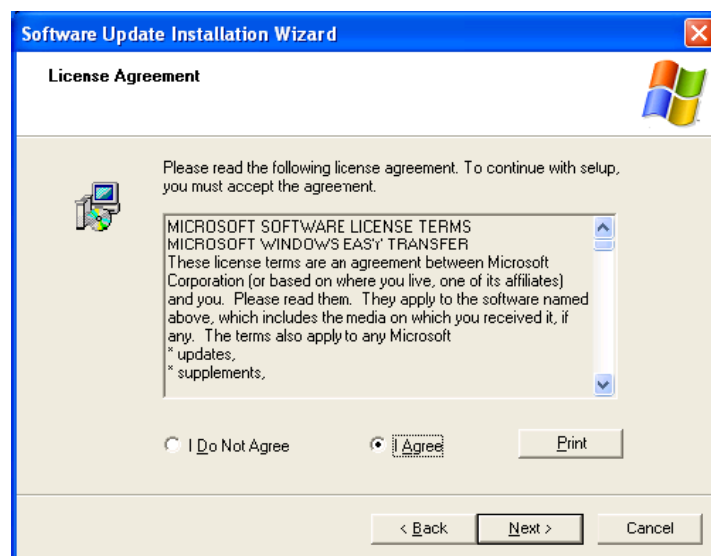 Software Update Installation Wizard
License Agreement
Please read the following license agreement. To continue with setup,
you must accept the agreement.
MICROSOFT SOFTWARE LICENSE TERMS
MICROSOFT WINDOWS EASY TRANSFER
These license terms are an agreement between Microsoft
Corporation (or based on where you live, one of its affiliates)
and you. Please read them. They apply to the software named
above, which includes the media on which you received it, if
any. The terms also apply to any Microsoft
* updates,
* supplements,
I Do Not Agree
I Agree
Print
< Back
Next >
Cancel